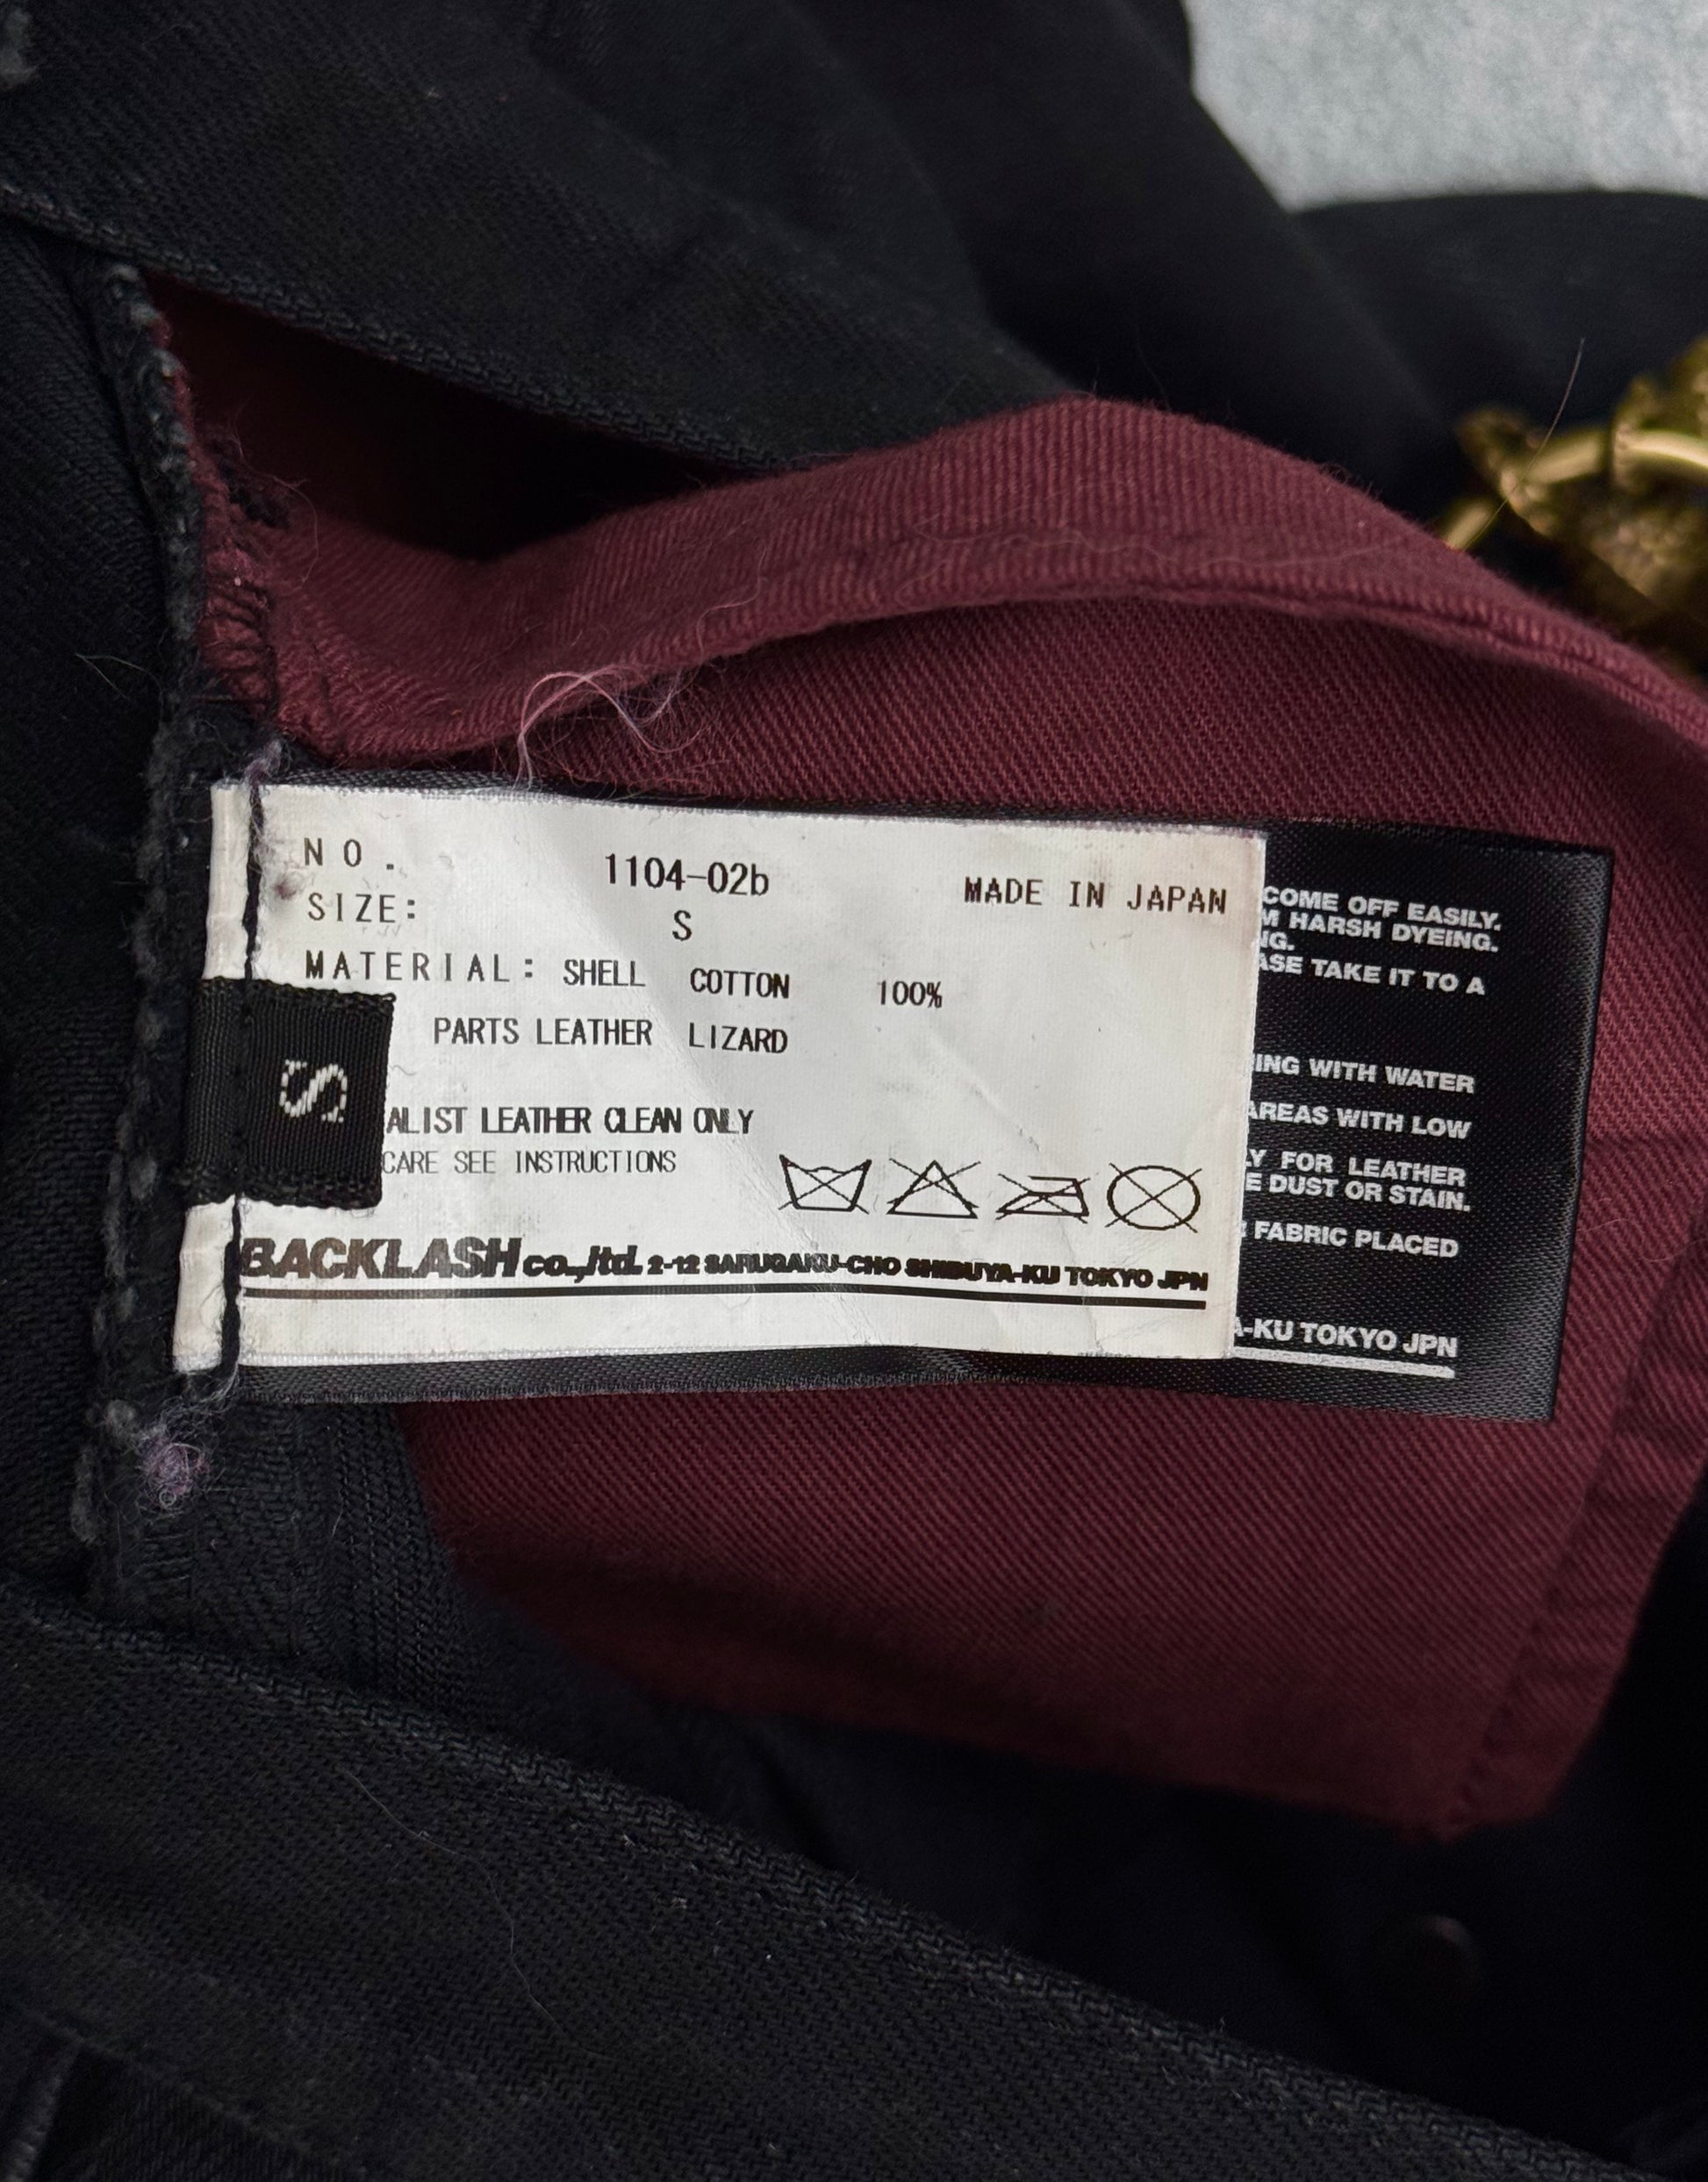 NO. 1104-02b MADE IN JAPAN
SIZE: S
MATERIAL: SHELL COTTON 100%
PARTS LEATHER LIZARD
ALIST LEATHER CLEAN ONLY
CARE SEE INSTRUCTIONS
BACKLASH co.,ltd. 2-12 SARUGAKU-CHO SHIBUYA-KU TOKYO JPN
S
COME OFF EASILY.
M HARSH DYEING.
NG.
ASE TAKE IT TO A
ING WITH WATER
AREAS WITH LOW
LY FOR LEATHER
E DUST OR STAIN.
FABRIC PLACED
A-KU TOKYO JPN